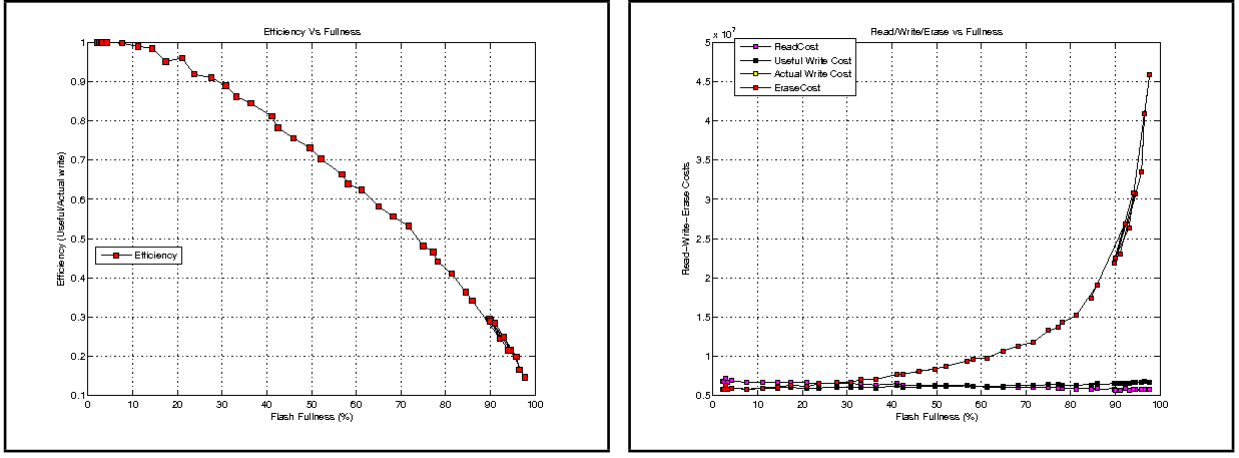 Efficiency Vs Fullness
Efficiency (Useful/Actual write)
1
0.9
0.8
0.7
0.6
0.5
0.4
0.3
0.2
0.1
Efficiency
0 10 20 30 40 50 60 70 80 90 100
Flash Fullness (%)
Read/Write/Erase vs Fullness
x 10^7
Read-Write-Erase Costs
5
4.5
4
3.5
3
2.5
2
1.5
1
0.5
ReadCost
Useful Write Cost
Actual Write Cost
EraseCost
0 10 20 30 40 50 60 70 80 90 100
Flash Fullness (%)